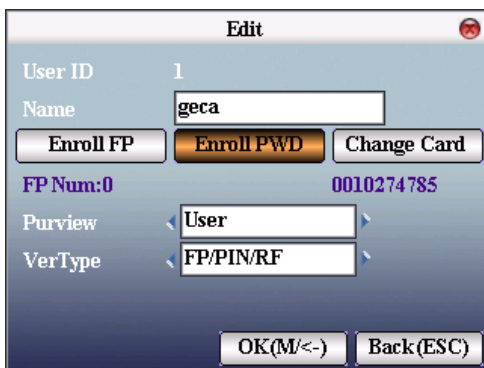 Edit
User ID 1
Name geca
Enroll FP Enroll PWD Change Card
FP Num:0 0010274785
Purview User
VerType FP/PIN/RF
OK(M/<-) Back(ESC)